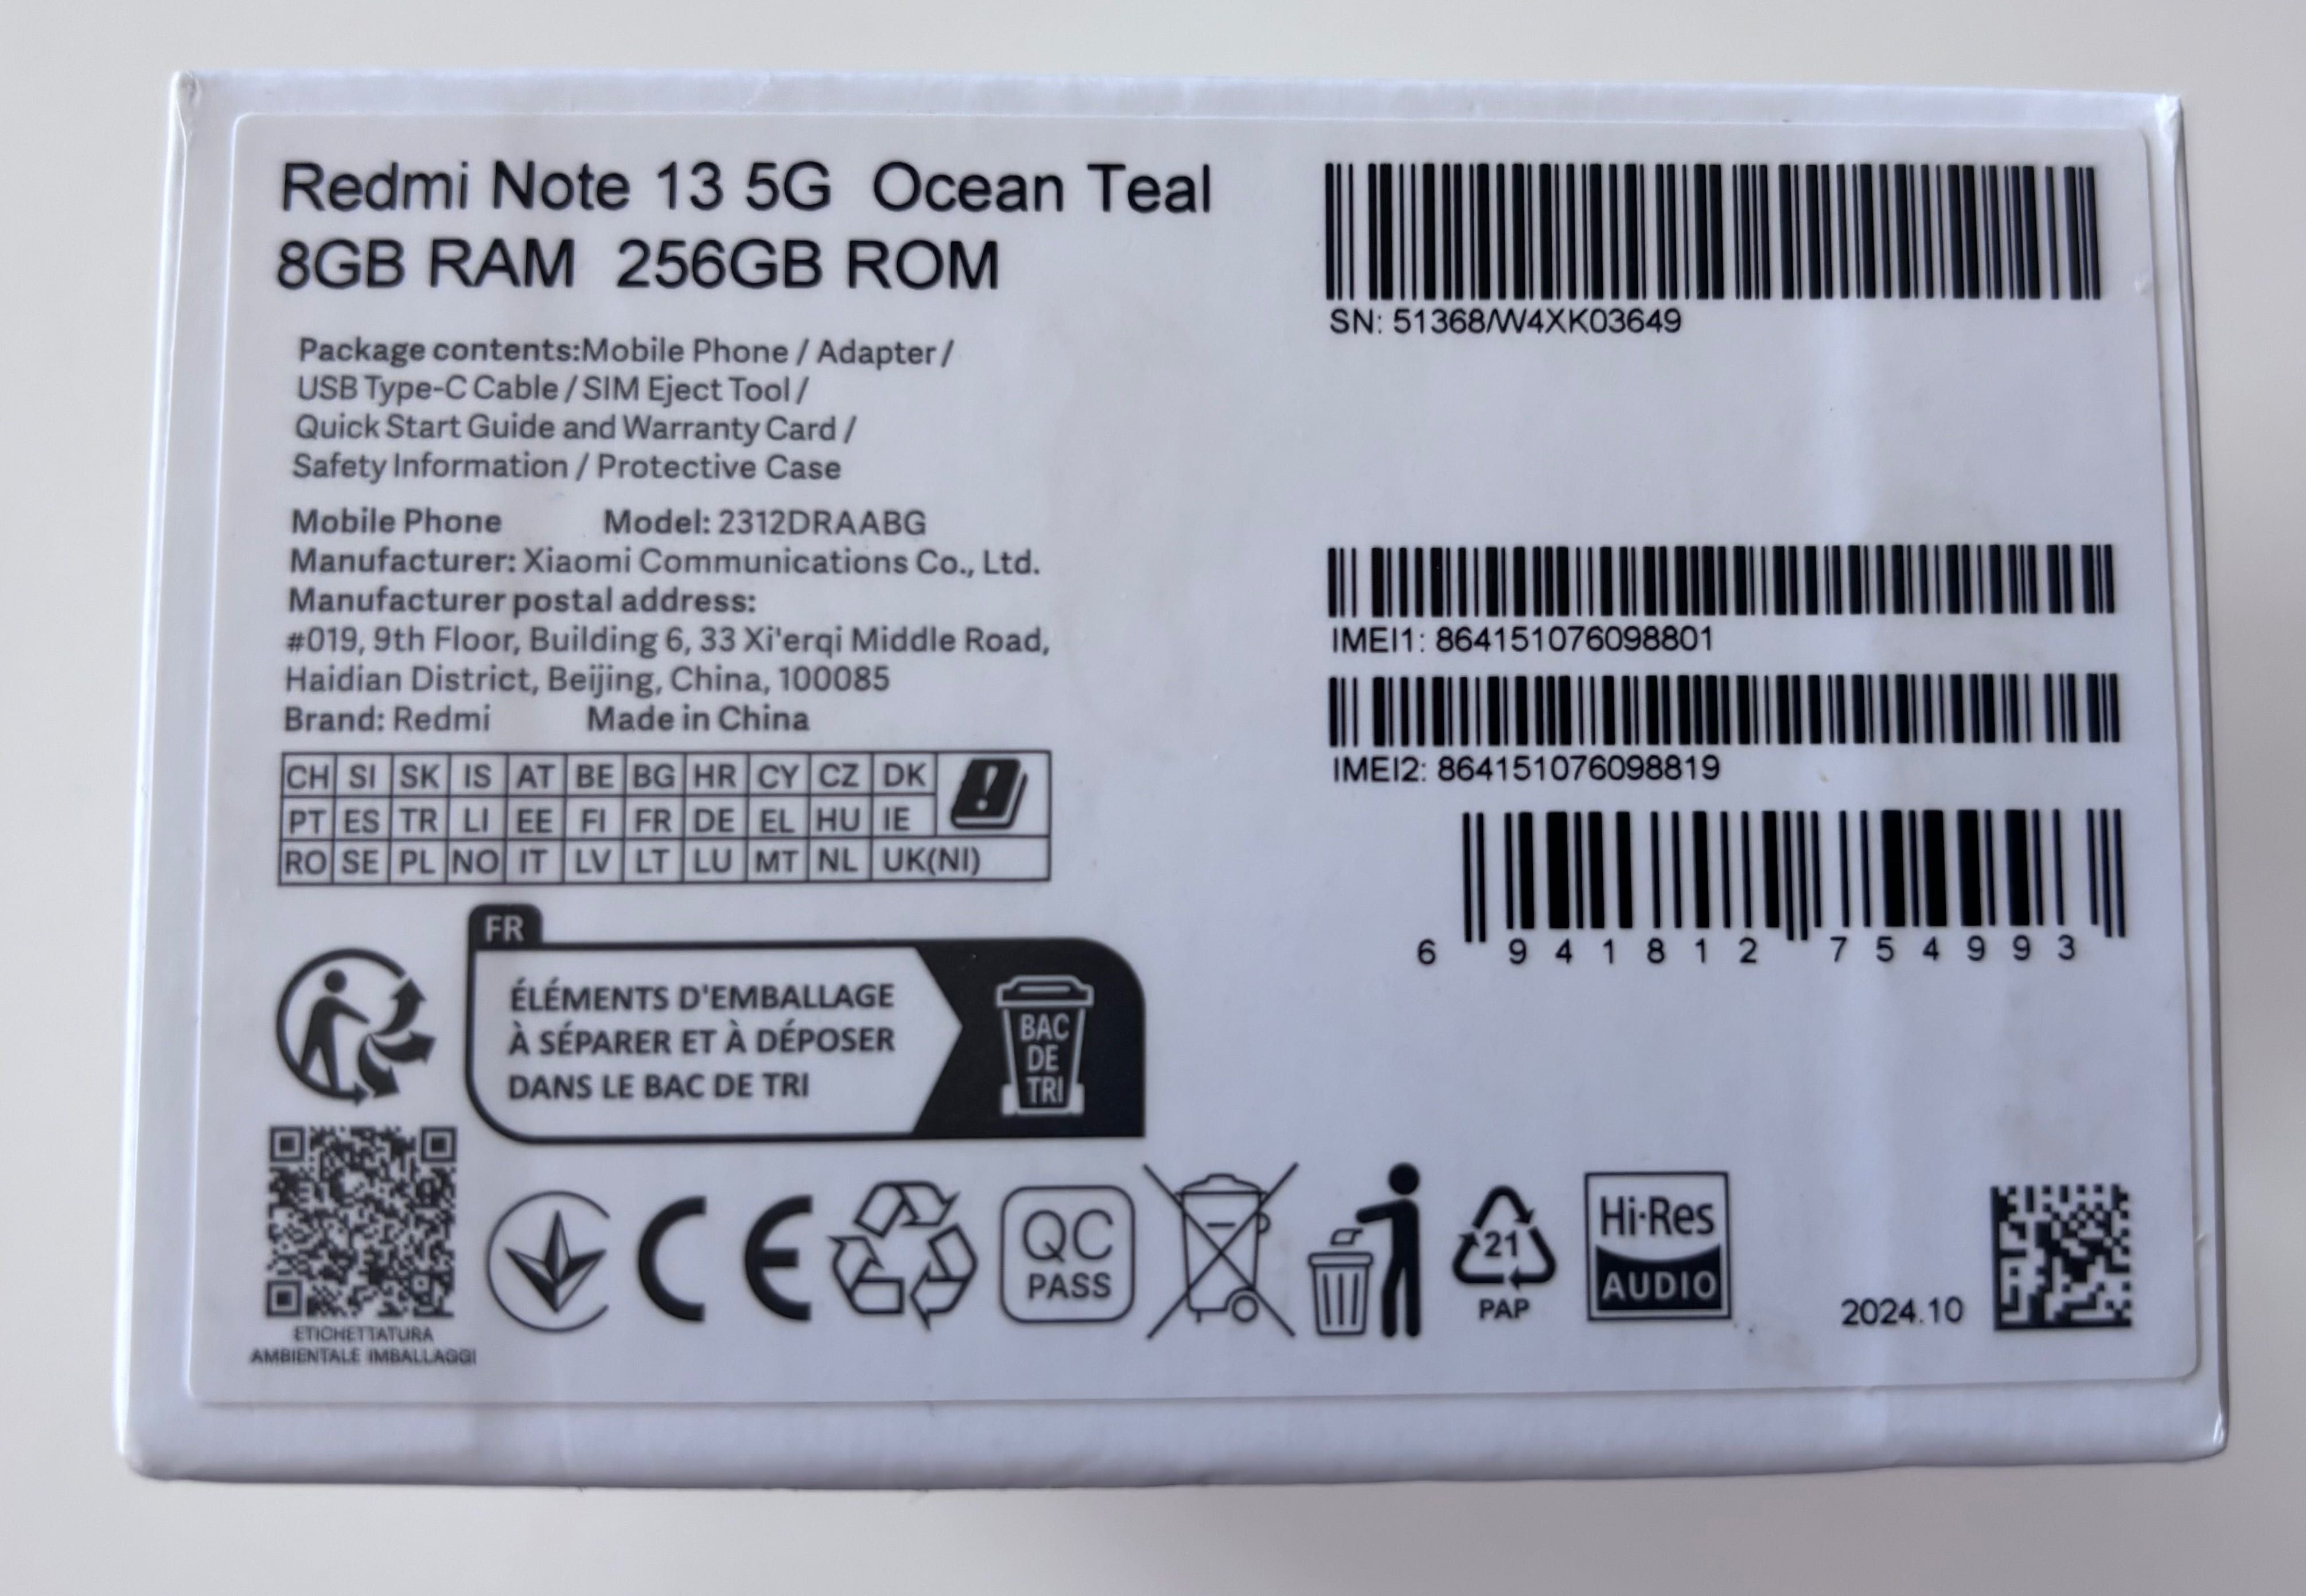 Redmi Note 13 5G Ocean Teal
8GB RAM 256GB ROM
Package contents:Mobile Phone / Adapter /
USB Type-C Cable / SIM Eject Tool /
Quick Start Guide and Warranty Card /
Safety Information / Protective Case
Mobile Phone Model: 2312DRAABG
Manufacturer: Xiaomi Communications Co., Ltd.
Manufacturer postal address:
#019, 9th Floor, Building 6, 33 Xi'erqi Middle Road,
Haidian District, Beijing, China, 100085
Brand: Redmi Made in China
CH SI SK IS AT BE BG HR CY CZ DK
PT ES TR LI EE FI FR DE EL HU IE
RO SE PL NO IT LV LT LU MT NL UK(NI)
FR
ÉLÉMENTS D'EMBALLAGE
À SÉPARER ET À DÉPOSER
DANS LE BAC DE TRI
BAC
DE
TRI
ETICHETTATURA
AMBIENTALE IMBALLAGGI
CE
QC
PASS
21
PAP
Hi-Res
AUDIO
2024.10
SN: 51368/W4XK03649
IMEI1: 864151076098801
IMEI2: 864151076098819
6 941812 754993